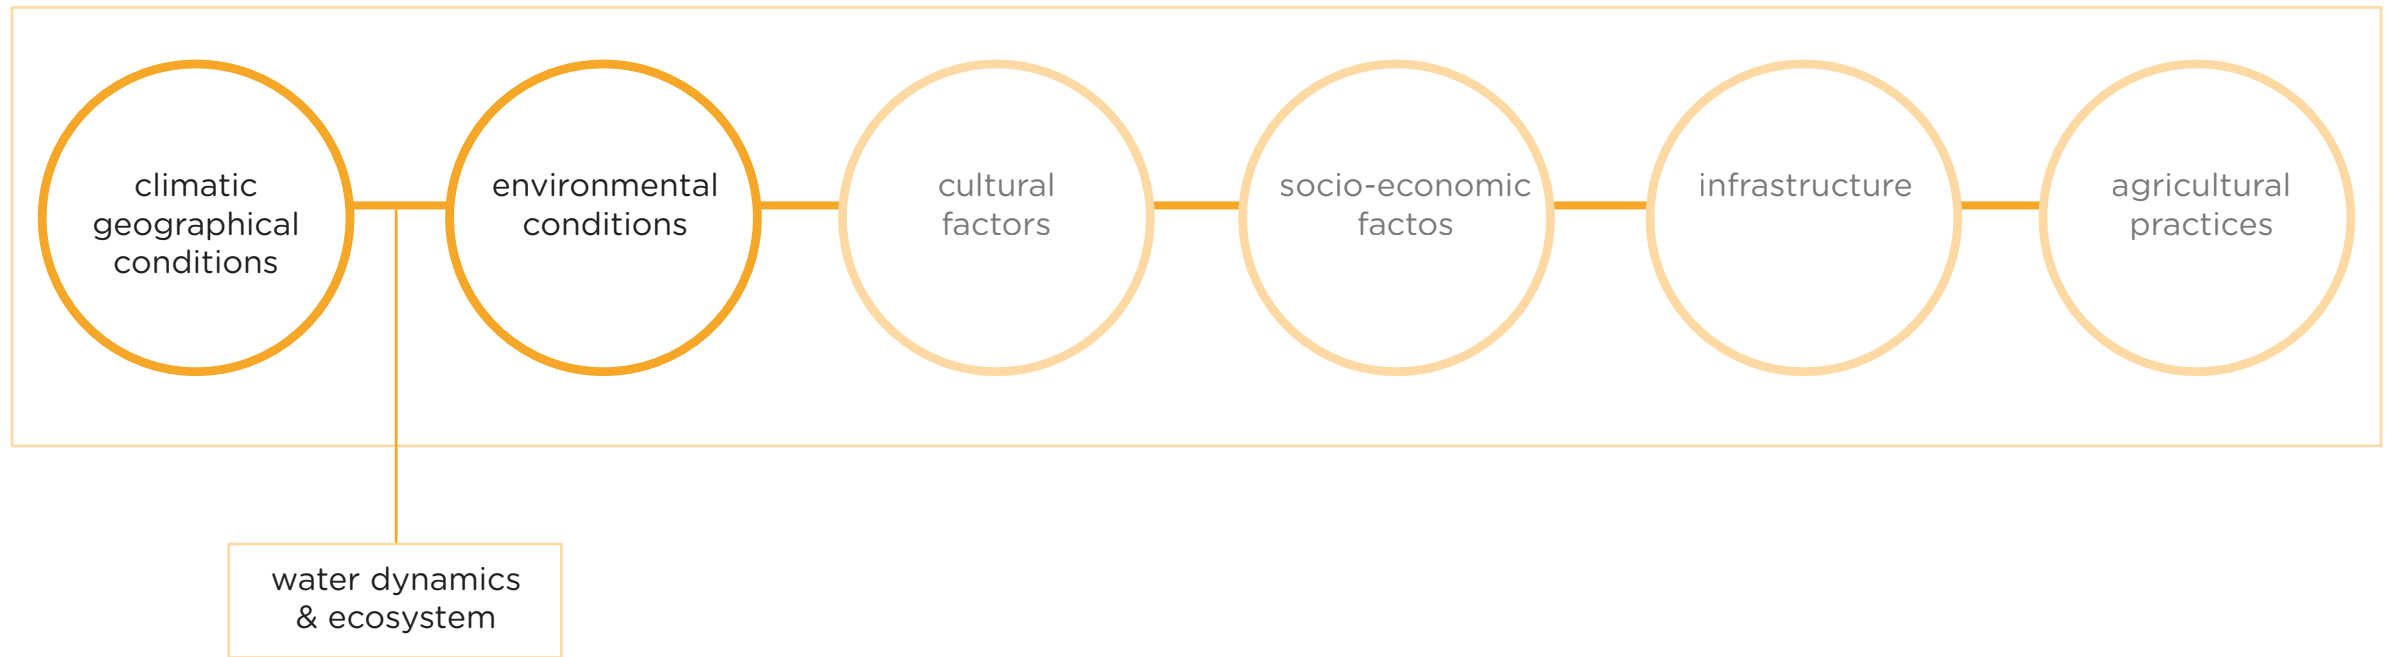 climatic
geographical
conditions
environmental
conditions
cultural
factors
socio-economic
factos
infrastructure
agricultural
practices
water dynamics
& ecosystem